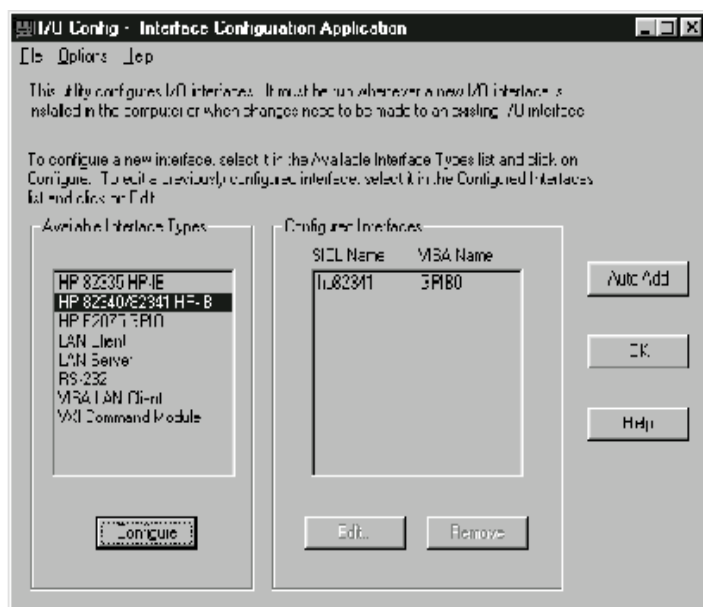 I/O Config - Interface Configuration Application
File Options Help
This utility configures I/O interfaces. It must be run whenever a new I/O interface is
installed in the computer or when changes need to be made to an existing I/O interface
To configure a new interface, select it in the Available Interface Types list and click on
Configure. To edit a previously configured interface, select it in the Configured Interfaces
list and click on Edit
Available Interface Types
HP 82335 HP-IB
HP 82340/82341 HP-IB
HP E2075 GPIO
LAN Client
LAN Server
RS-232
VISA LAN Client
VXI Command Module
Configure
Configured Interfaces
SICL Name VISA Name
hp82341 GPIB0
Edit..
Remove
Auto Add
OK
Help